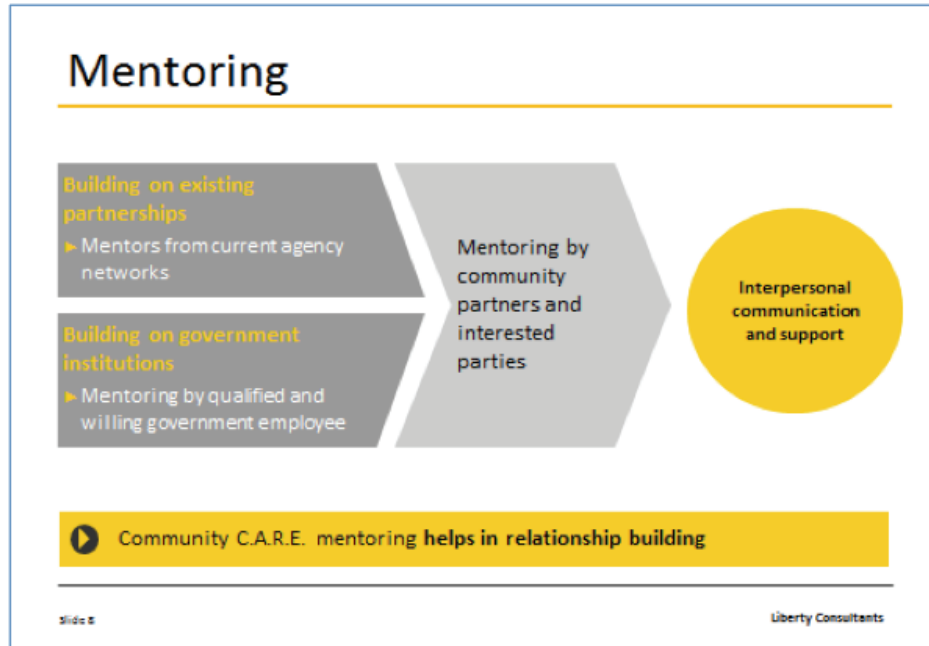 Mentoring
Building on existing
partnerships
► Mentors from current agency
networks
Building on government
institutions
► Mentoring by qualified and
willing government employee
Mentoring by
community
partners and
interested
parties
Interpersonal
communication
and support
Community C.A.R.E. mentoring helps in relationship building
Slide 8
Liberty Consultants